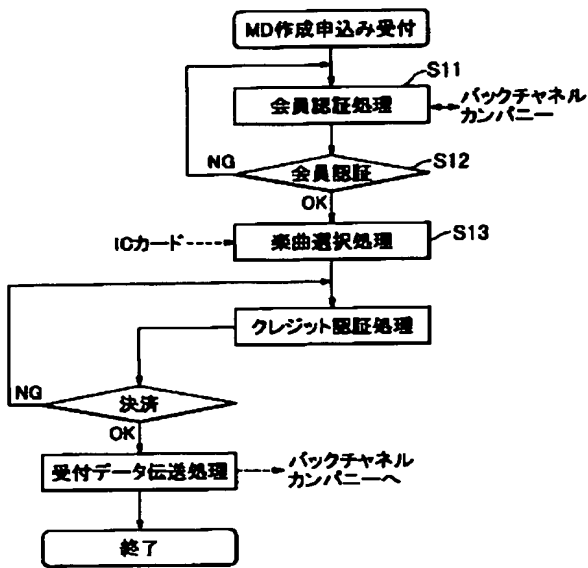 MD作成申込み受付
S11
会員認証処理
バックチャネル
カンパニー
NG
会員認証
S12
OK
ICカード
楽曲選択処理
S13
クレジット認証処理
NG
決済
OK
受付データ伝送処理
バックチャネル
カンパニーへ
終了